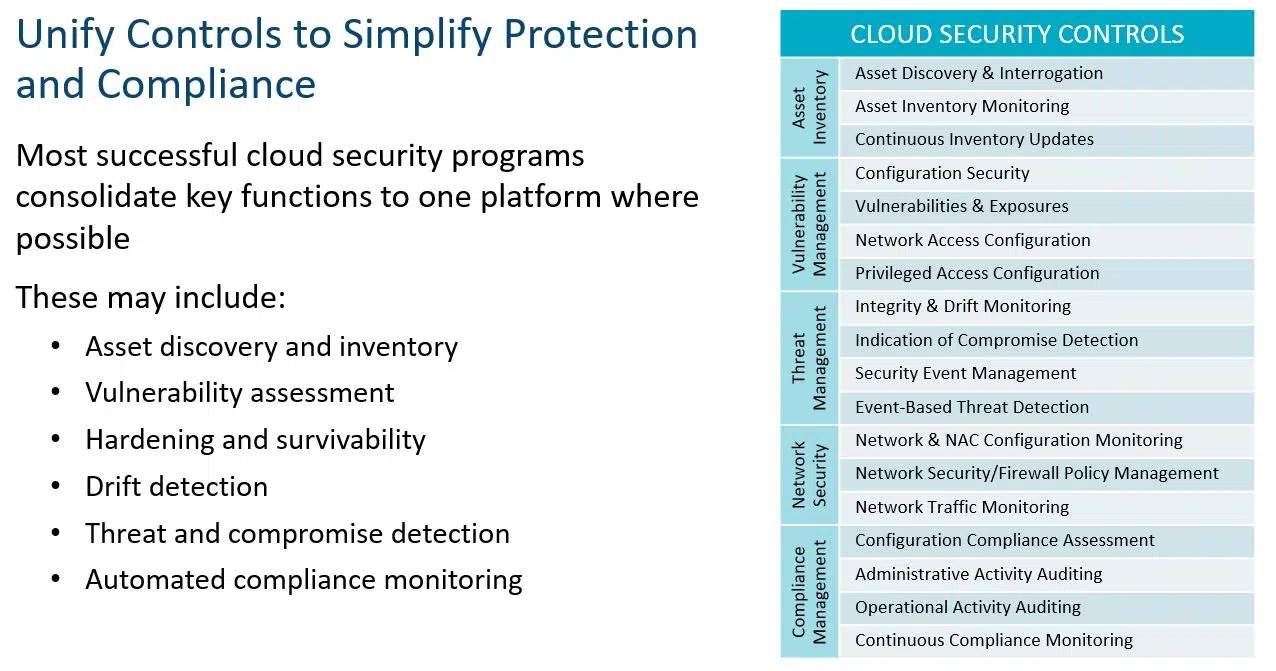 Unify Controls to Simplify Protection
and Compliance
Most successful cloud security programs
consolidate key functions to one platform where
possible
These may include:
• Asset discovery and inventory
• Vulnerability assessment
• Hardening and survivability
• Drift detection
• Threat and compromise detection
• Automated compliance monitoring
CLOUD SECURITY CONTROLS
Asset
Inventory
Asset Discovery & Interrogation
Asset Inventory Monitoring
Continuous Inventory Updates
Vulnerability
Management
Configuration Security
Vulnerabilities & Exposures
Network Access Configuration
Privileged Access Configuration
Threat
Management
Integrity & Drift Monitoring
Indication of Compromise Detection
Security Event Management
Event-Based Threat Detection
Network
Security
Network & NAC Configuration Monitoring
Network Security/Firewall Policy Management
Network Traffic Monitoring
Compliance
Management
Configuration Compliance Assessment
Administrative Activity Auditing
Operational Activity Auditing
Continuous Compliance Monitoring